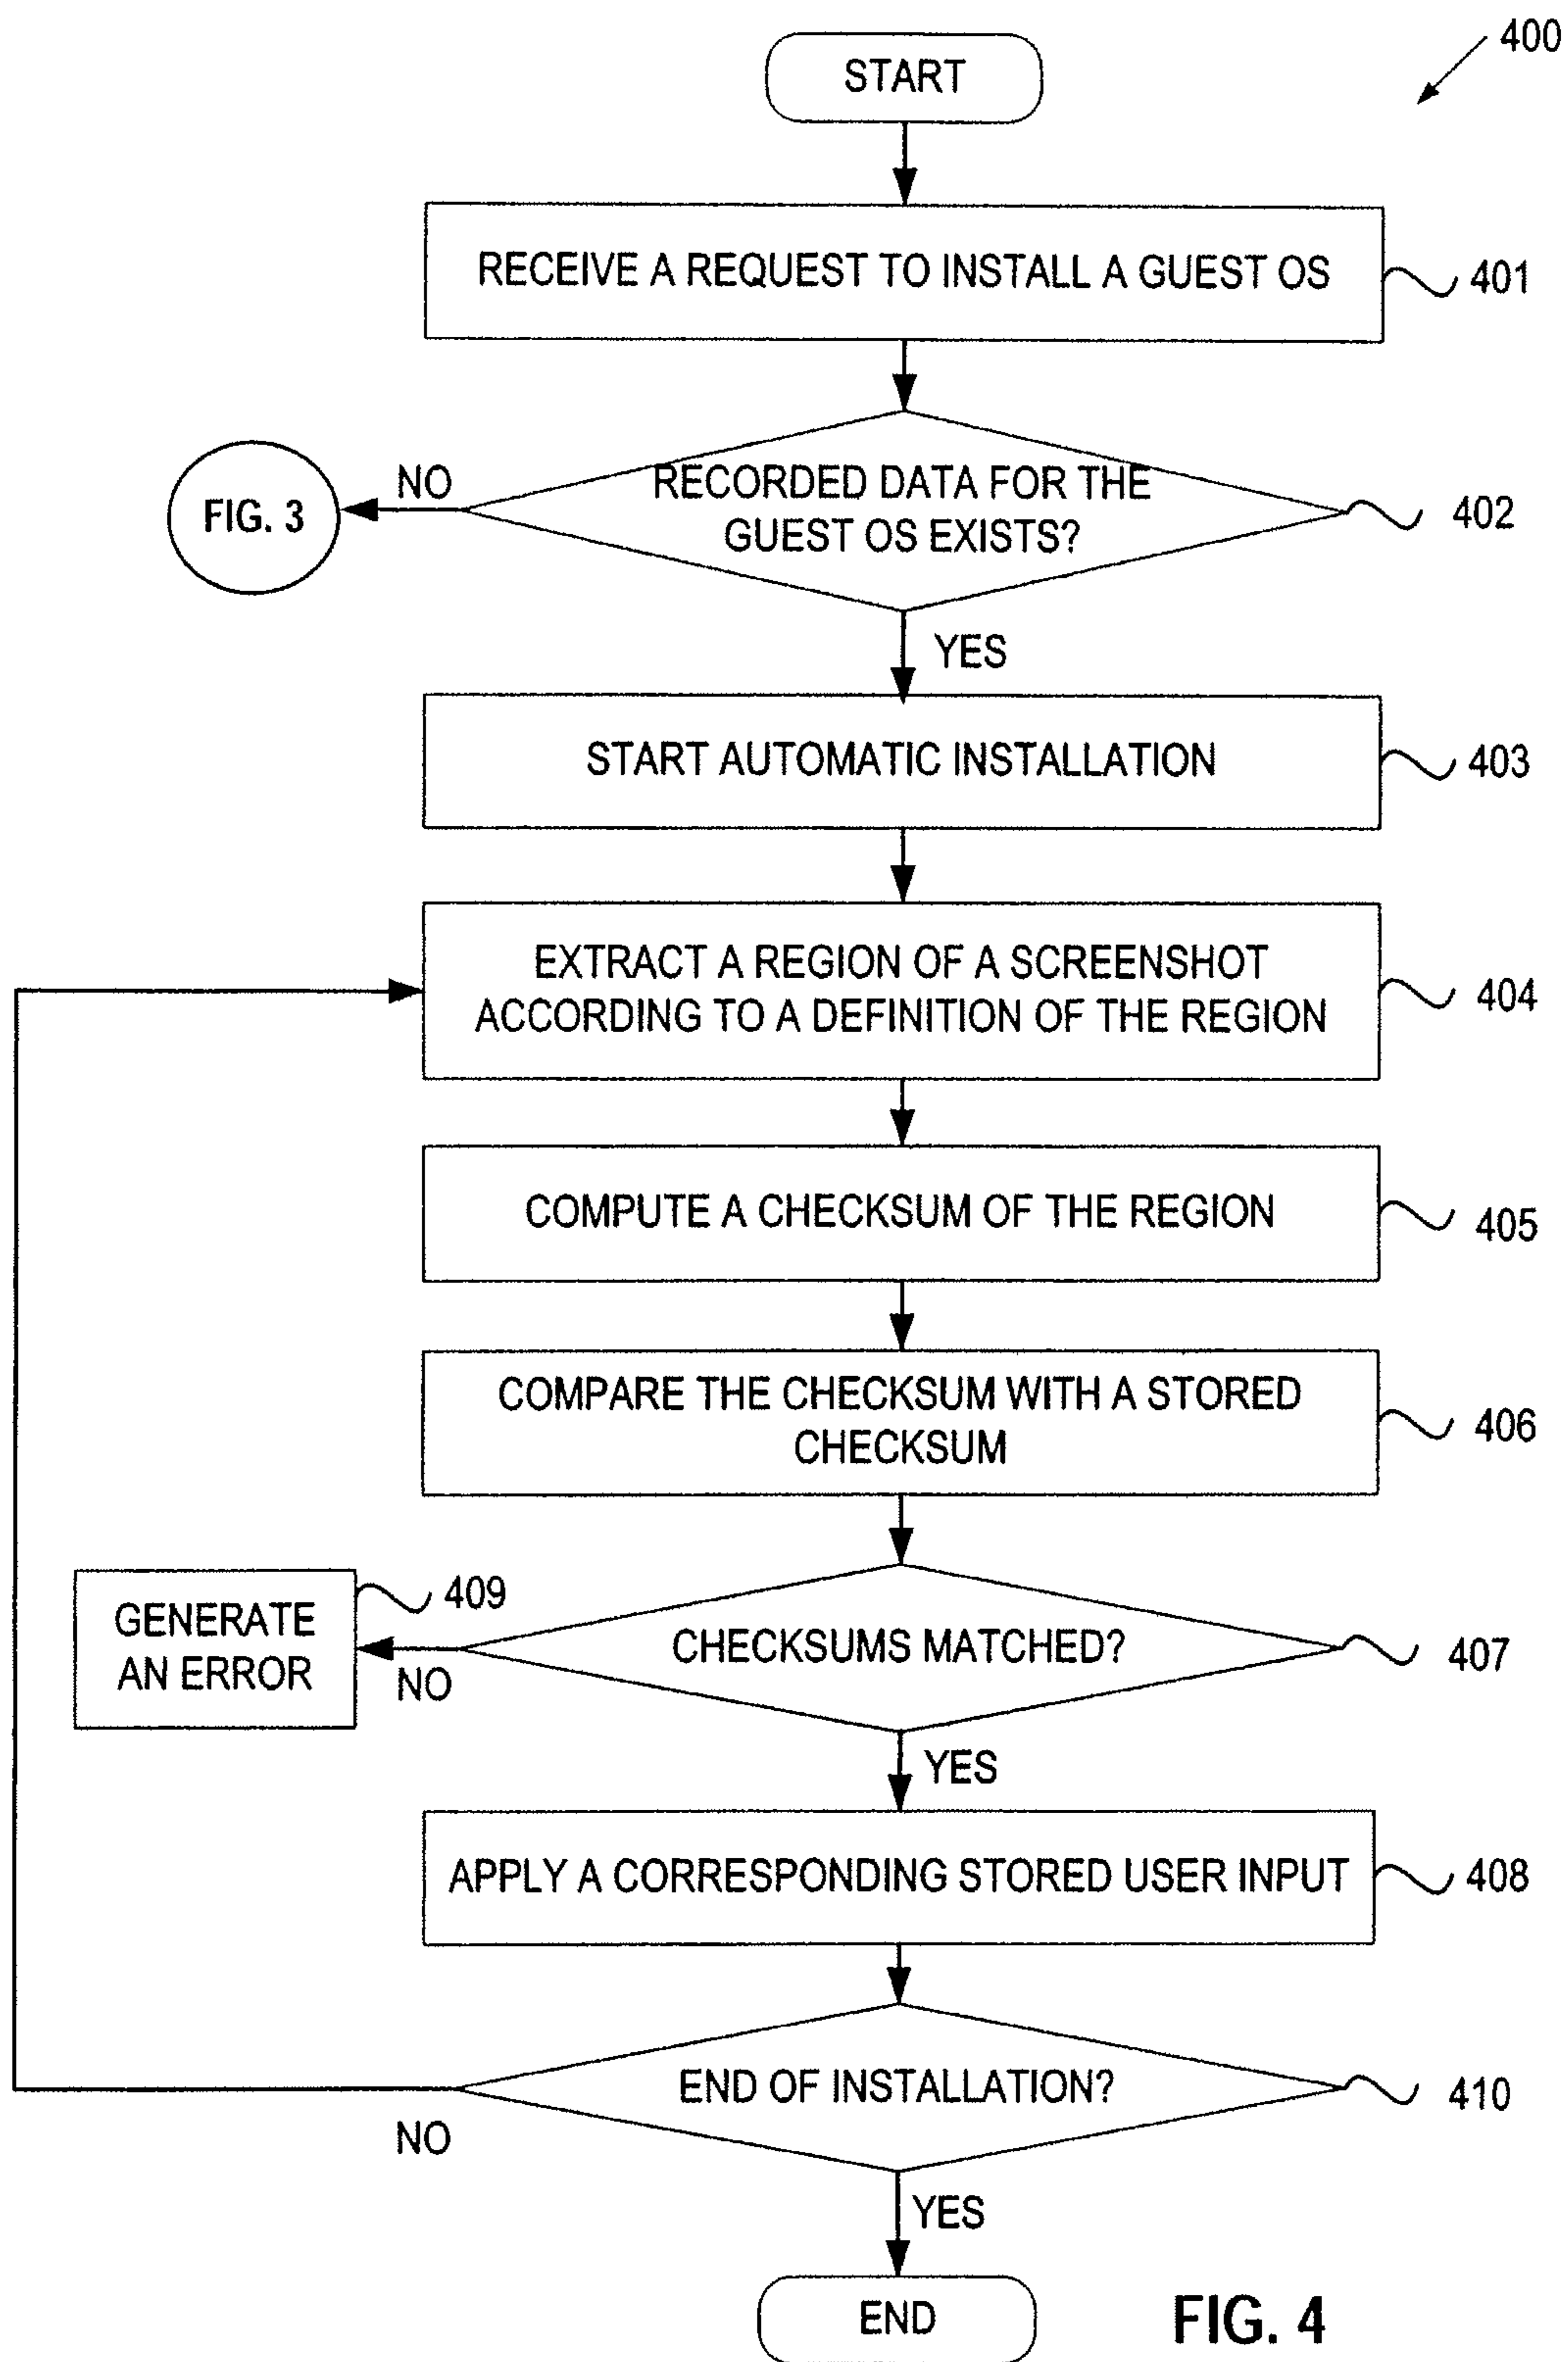 400
START
RECEIVE A REQUEST TO INSTALL A GUEST OS
401
NO
FIG. 3
RECORDED DATA FOR THE
GUEST OS EXISTS?
402
YES
START AUTOMATIC INSTALLATION
403
EXTRACT A REGION OF A SCREENSHOT
ACCORDING TO A DEFINITION OF THE REGION
404
COMPUTE A CHECKSUM OF THE REGION
405
COMPARE THE CHECKSUM WITH A STORED
CHECKSUM
406
GENERATE
AN ERROR
409
NO
CHECKSUMS MATCHED?
407
YES
APPLY A CORRESPONDING STORED USER INPUT
408
END OF INSTALLATION?
410
NO
YES
END
FIG. 4